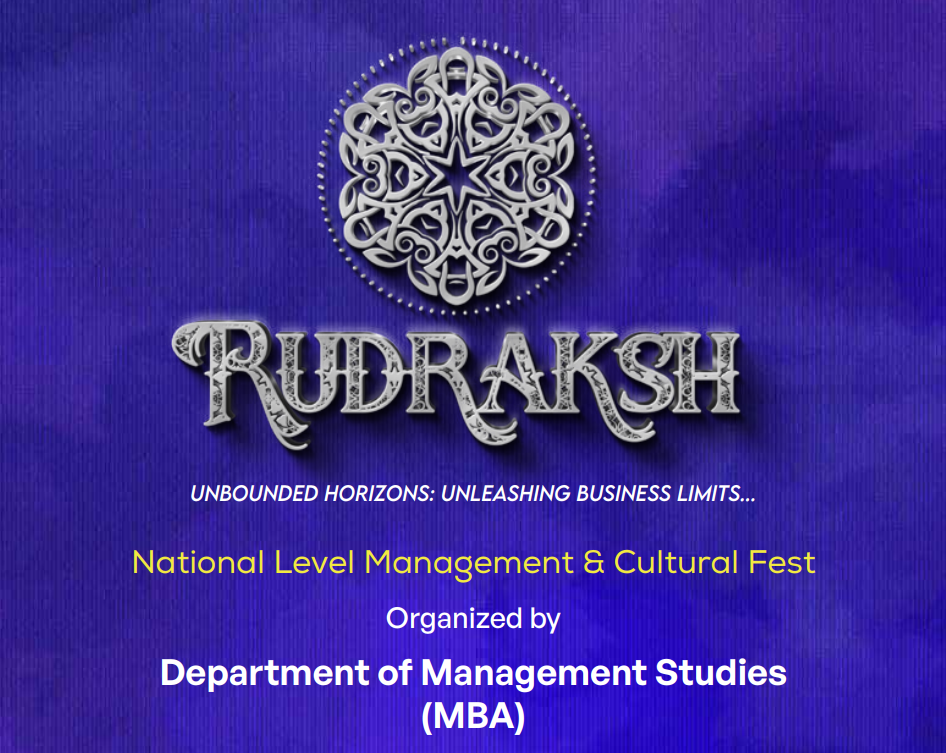 RUDRAKSH
UNBOUNDED HORIZONS: UNLEASHING BUSINESS LIMITS...
National Level Management & Cultural Fest
Organized by
Department of Management Studies
(MBA)